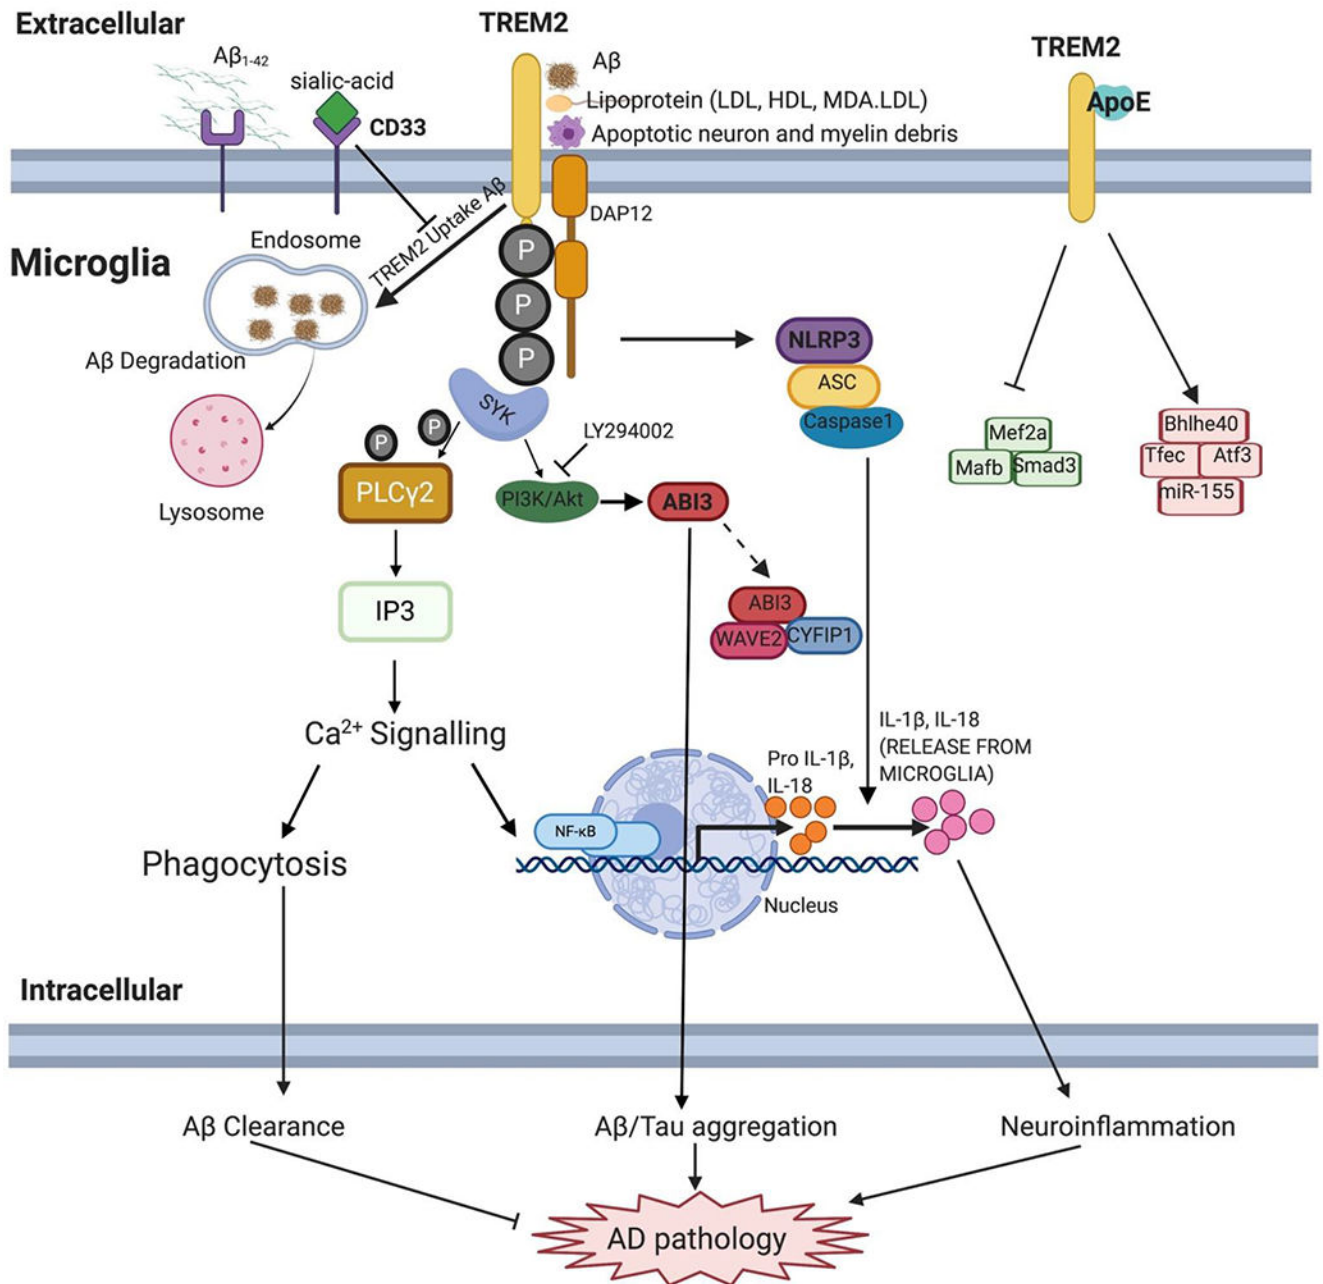 Extracellular
TREM2
Aβ1-42
sialic-acid
CD33
Aβ
Lipoprotein (LDL, HDL, MDA.LDL)
Apoptotic neuron and myelin debris
TREM2
ApoE
DAP12
TREM2 Uptake Aβ
Endosome
Microglia
P
P
P
Aβ Degradation
Lysosome
SYK
P
P
LY294002
PLCγ2
PI3K/Akt
ABI3
NLRP3
ASC
Caspase1
Mef2a
Mafb
Smad3
Bhlhe40
Tfec
Atf3
miR-155
IP3
ABI3
WAVE2
CYFIP1
Ca2+ Signalling
IL-1β, IL-18
(RELEASE FROM
MICROGLIA)
Pro IL-1β,
IL-18
NF-κB
Phagocytosis
Nucleus
Intracellular
Aβ Clearance
Aβ/Tau aggregation
Neuroinflammation
AD pathology